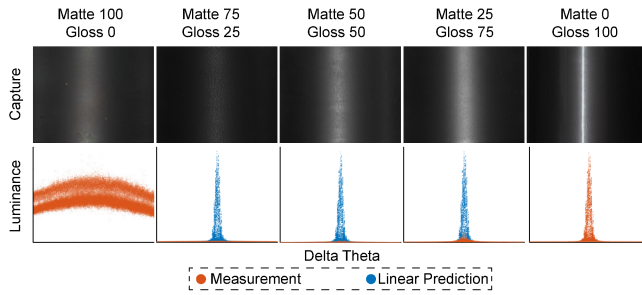 Matte 100 Matte 75 Matte 50 Matte 25 Matte 0
Gloss 0 Gloss 25 Gloss 50 Gloss 75 Gloss 100
Capture
Luminance
Delta Theta
Measurement Linear Prediction